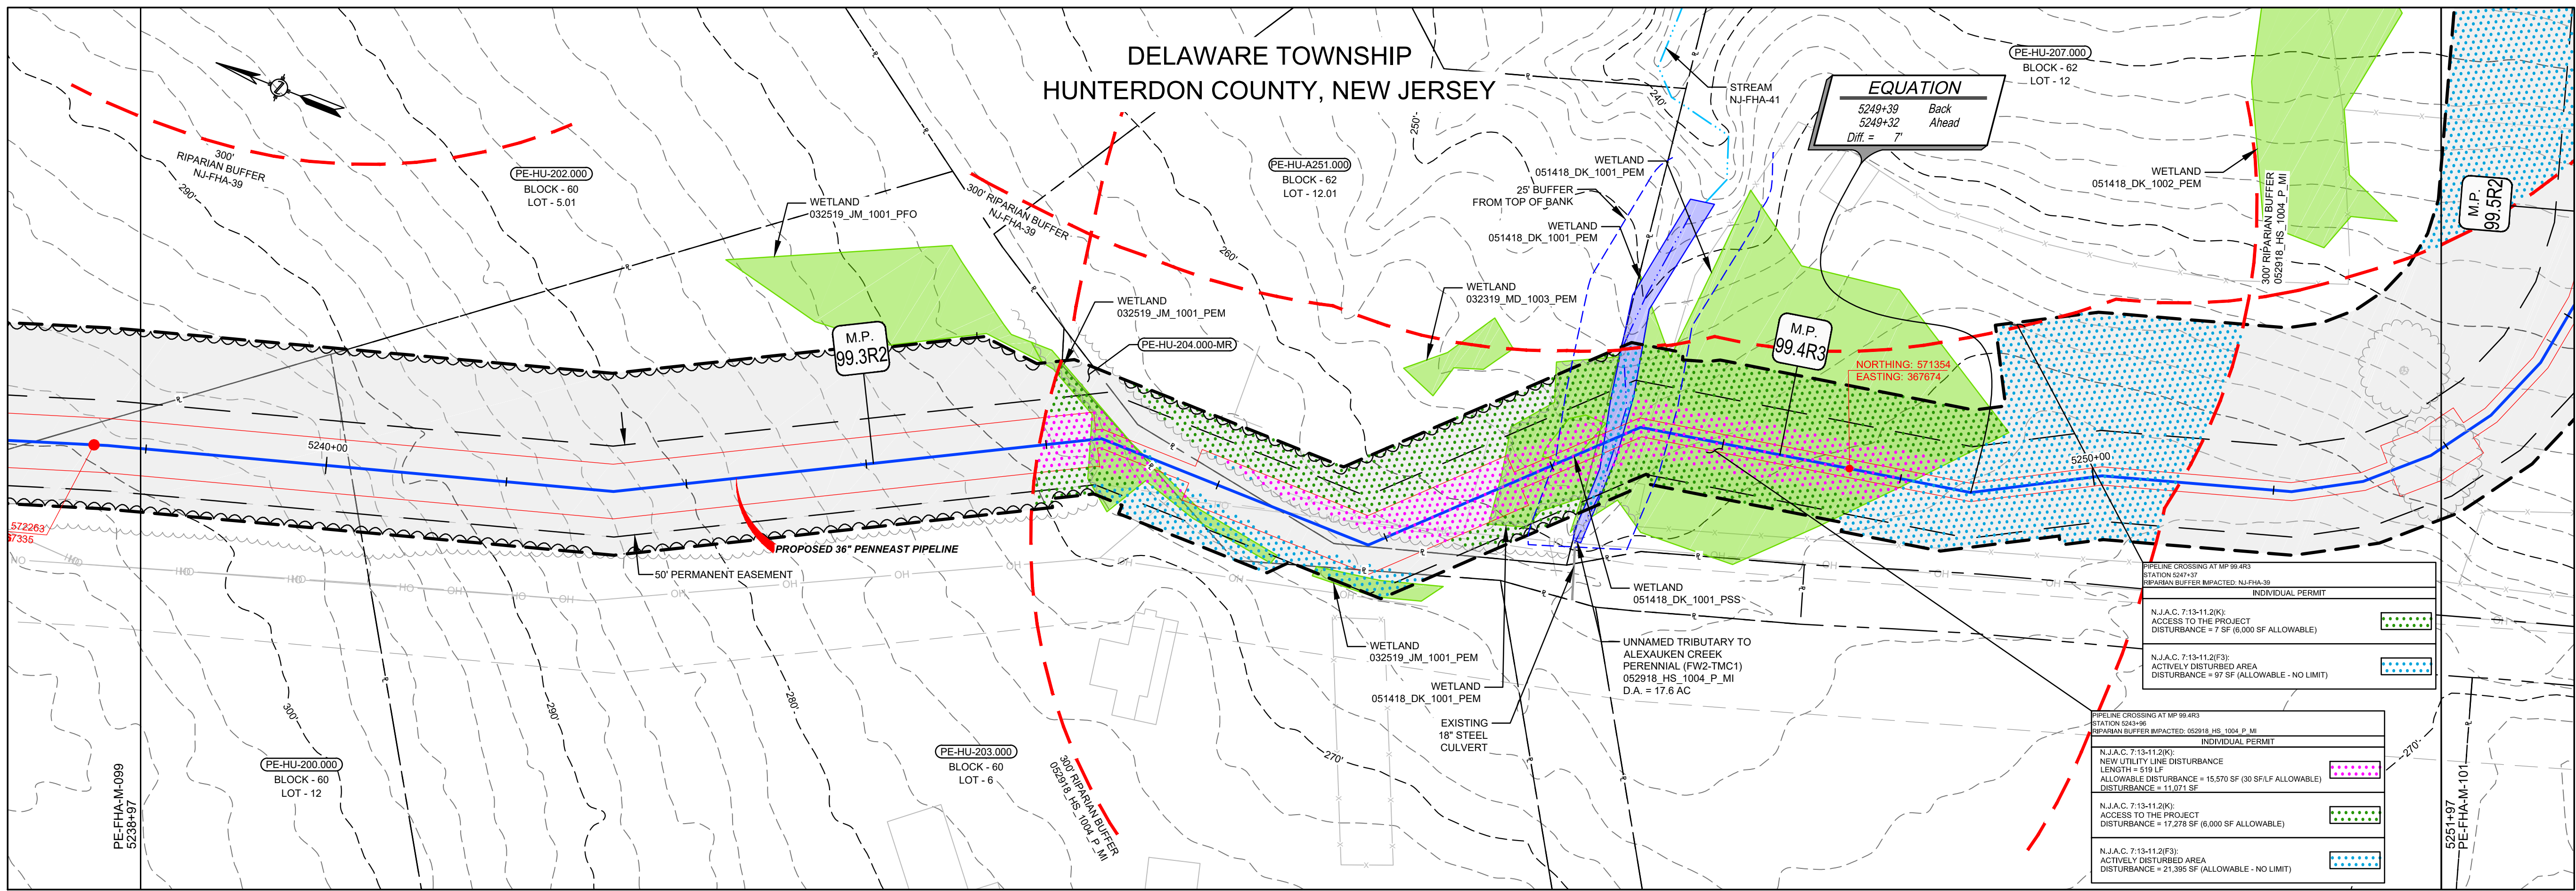 DELAWARE TOWNSHIP
HUNTERDON COUNTY, NEW JERSEY
300'
RIPARIAN BUFFER
NJ-FHA-39
290'
PE-HU-202.000
BLOCK - 60
LOT - 5.01
WETLAND
032519_JM_1001_PFO
300' RIPARIAN BUFFER
NJ-FHA-39
PE-HU-A251.000
BLOCK - 62
LOT - 12.01
260'
250'
240'
STREAM
NJ-FHA-41
WETLAND
051418_DK_1001_PEM
25' BUFFER
FROM TOP OF BANK
WETLAND
051418_DK_1001_PEM
EQUATION
5249+39 Back
5249+32 Ahead
Diff. = 7'
PE-HU-207.000
BLOCK - 62
LOT - 12
WETLAND
051418_DK_1002_PEM
300' RIPARIAN BUFFER
052918_HS_1004_P_MI
M.P.
99.5R2
WETLAND
032519_JM_1001_PEM
PE-HU-204.000-MR
WETLAND
032319_MD_1003_PEM
M.P.
99.3R2
M.P.
99.4R3
NORTHING: 571354
EASTING: 367674
5240+00
5250+00
572263
67335
PROPOSED 36" PENNEAST PIPELINE
50' PERMANENT EASEMENT
OH
OH
OH
OH
OH
OH
WETLAND
032519_JM_1001_PEM
WETLAND
051418_DK_1001_PEM
EXISTING
18" STEEL
CULVERT
WETLAND
051418_DK_1001_PSS
UNNAMED TRIBUTARY TO
ALEXAUKEN CREEK
PERENNIAL (FW2-TMC1)
052918_HS_1004_P_MI
D.A. = 17.6 AC
PE-HU-200.000
BLOCK - 60
LOT - 12
300'
290'
280'
PE-HU-203.000
BLOCK - 60
LOT - 6
300' RIPARIAN BUFFER
052918_HS_1004_P_MI
270'
270'
PE-FHA-M-099
5238+97
5251+97
PE-FHA-M-101
PIPELINE CROSSING AT MP 99.4R3
STATION 5247+37
RIPARIAN BUFFER IMPACTED: NJ-FHA-39
INDIVIDUAL PERMIT
N.J.A.C. 7:13-11.2(K):
ACCESS TO THE PROJECT
DISTURBANCE = 7 SF (6,000 SF ALLOWABLE)
N.J.A.C. 7:13-11.2(F3):
ACTIVELY DISTURBED AREA
DISTURBANCE = 97 SF (ALLOWABLE - NO LIMIT)
PIPELINE CROSSING AT MP 99.4R3
STATION 5243+96
RIPARIAN BUFFER IMPACTED: 052918_HS_1004_P_MI
INDIVIDUAL PERMIT
N.J.A.C. 7:13-11.2(K):
NEW UTILITY LINE DISTURBANCE
LENGTH = 519 LF
ALLOWABLE DISTURBANCE = 15,570 SF (30 SF/LF ALLOWABLE)
DISTURBANCE = 11,071 SF
N.J.A.C. 7:13-11.2(K):
ACCESS TO THE PROJECT
DISTURBANCE = 17,278 SF (6,000 SF ALLOWABLE)
N.J.A.C. 7:13-11.2(F3):
ACTIVELY DISTURBED AREA
DISTURBANCE = 21,395 SF (ALLOWABLE - NO LIMIT)